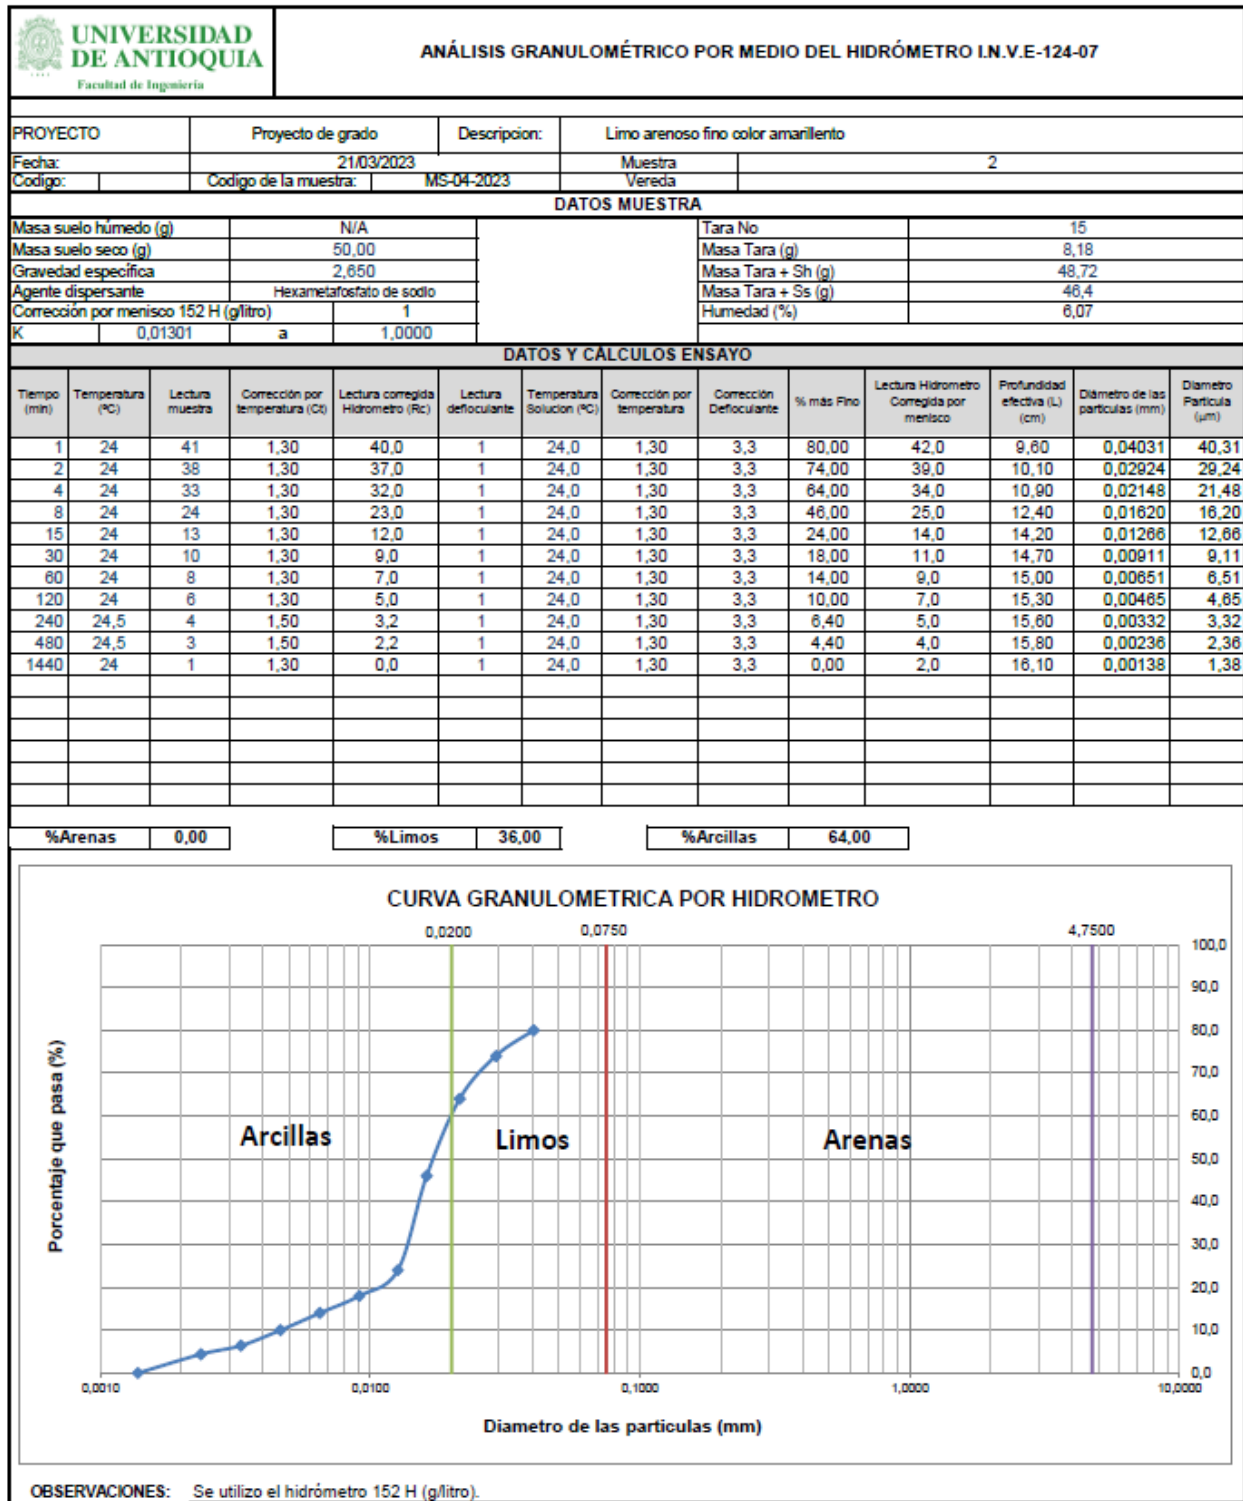 UNIVERSIDAD
DE ANTIOQUIA
Facultad de Ingeniería
ANÁLISIS GRANULOMÉTRICO POR MEDIO DEL HIDRÓMETRO I.N.V.E-124-07
PROYECTO Proyecto de grado Descripcion: Limo arenoso fino color amarillento
Fecha: 21/03/2023 Muestra 2
Codigo: Codigo de la muestra: MS-04-2023 Vereda
DATOS MUESTRA
Masa suelo húmedo (g) N/A Tara No 15
Masa suelo seco (g) 50,00 Masa Tara (g) 8,18
Gravedad específica 2,650 Masa Tara + Sh (g) 48,72
Agente dispersante Hexametafosfato de sodio Masa Tara + Ss (g) 46,4
Corrección por menisco 152 H (g/litro) 1 Humedad (%) 6,07
K 0,01301 a 1,0000
DATOS Y CÁLCULOS ENSAYO
Tiempo (min) Temperatura (ºC) Lectura muestra Corrección por temperatura (Ct) Lectura corregida Hidrometro (Rc) Lectura defloculante Temperatura Solucion (ºC) Corrección por temperatura Corrección Defloculante % más Fino Lectura Hidrometro Corregida por menisco Profundidad efectiva (L) (cm) Diámetro de las particulas (mm) Diametro Particula (µm)
1 24 41 1,30 40,0 1 24,0 1,30 3,3 80,00 42,0 9,60 0,04031 40,31
2 24 38 1,30 37,0 1 24,0 1,30 3,3 74,00 39,0 10,10 0,02924 29,24
4 24 33 1,30 32,0 1 24,0 1,30 3,3 64,00 34,0 10,90 0,02148 21,48
8 24 24 1,30 23,0 1 24,0 1,30 3,3 46,00 25,0 12,40 0,01620 16,20
15 24 13 1,30 12,0 1 24,0 1,30 3,3 24,00 14,0 14,20 0,01266 12,66
30 24 10 1,30 9,0 1 24,0 1,30 3,3 18,00 11,0 14,70 0,00911 9,11
60 24 8 1,30 7,0 1 24,0 1,30 3,3 14,00 9,0 15,00 0,00651 6,51
120 24 6 1,30 5,0 1 24,0 1,30 3,3 10,00 7,0 15,30 0,00465 4,65
240 24,5 4 1,50 3,2 1 24,0 1,30 3,3 6,40 5,0 15,60 0,00332 3,32
480 24,5 3 1,50 2,2 1 24,0 1,30 3,3 4,40 4,0 15,80 0,00236 2,36
1440 24 1 1,30 0,0 1 24,0 1,30 3,3 0,00 2,0 16,10 0,00138 1,38
%Arenas 0,00 %Limos 36,00 %Arcillas 64,00
CURVA GRANULOMETRICA POR HIDROMETRO
0,0200 0,0750 4,7500
100,0
90,0
80,0
70,0
60,0
50,0
40,0
30,0
20,0
10,0
0,0
Porcentaje que pasa (%)
Arcillas Limos Arenas
0,0010 0,0100 0,1000 1,0000 10,0000
Diametro de las particulas (mm)
OBSERVACIONES: Se utilizo el hidrómetro 152 H (g/litro).